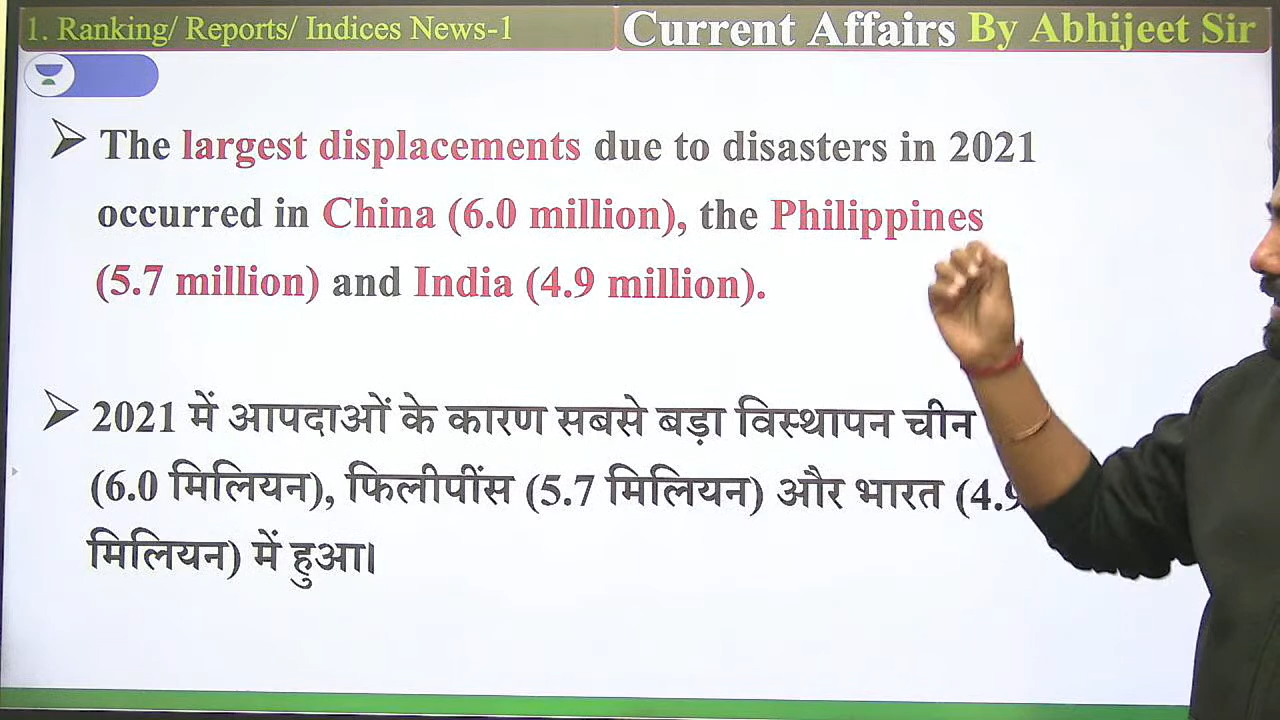 1. Ranking/ Reports/ Indices News-1
Current Affairs By Abhijeet Sir
The largest displacements due to disasters in 2021
occurred in China (6.0 million), the Philippines
(5.7 million) and India (4.9 million).
2021 में आपदाओं के कारण सबसे बड़ा विस्थापन चीन
(6.0 मिलियन), फिलीपींस (5.7 मिलियन) और भारत (4.9
मिलियन) में हुआ।